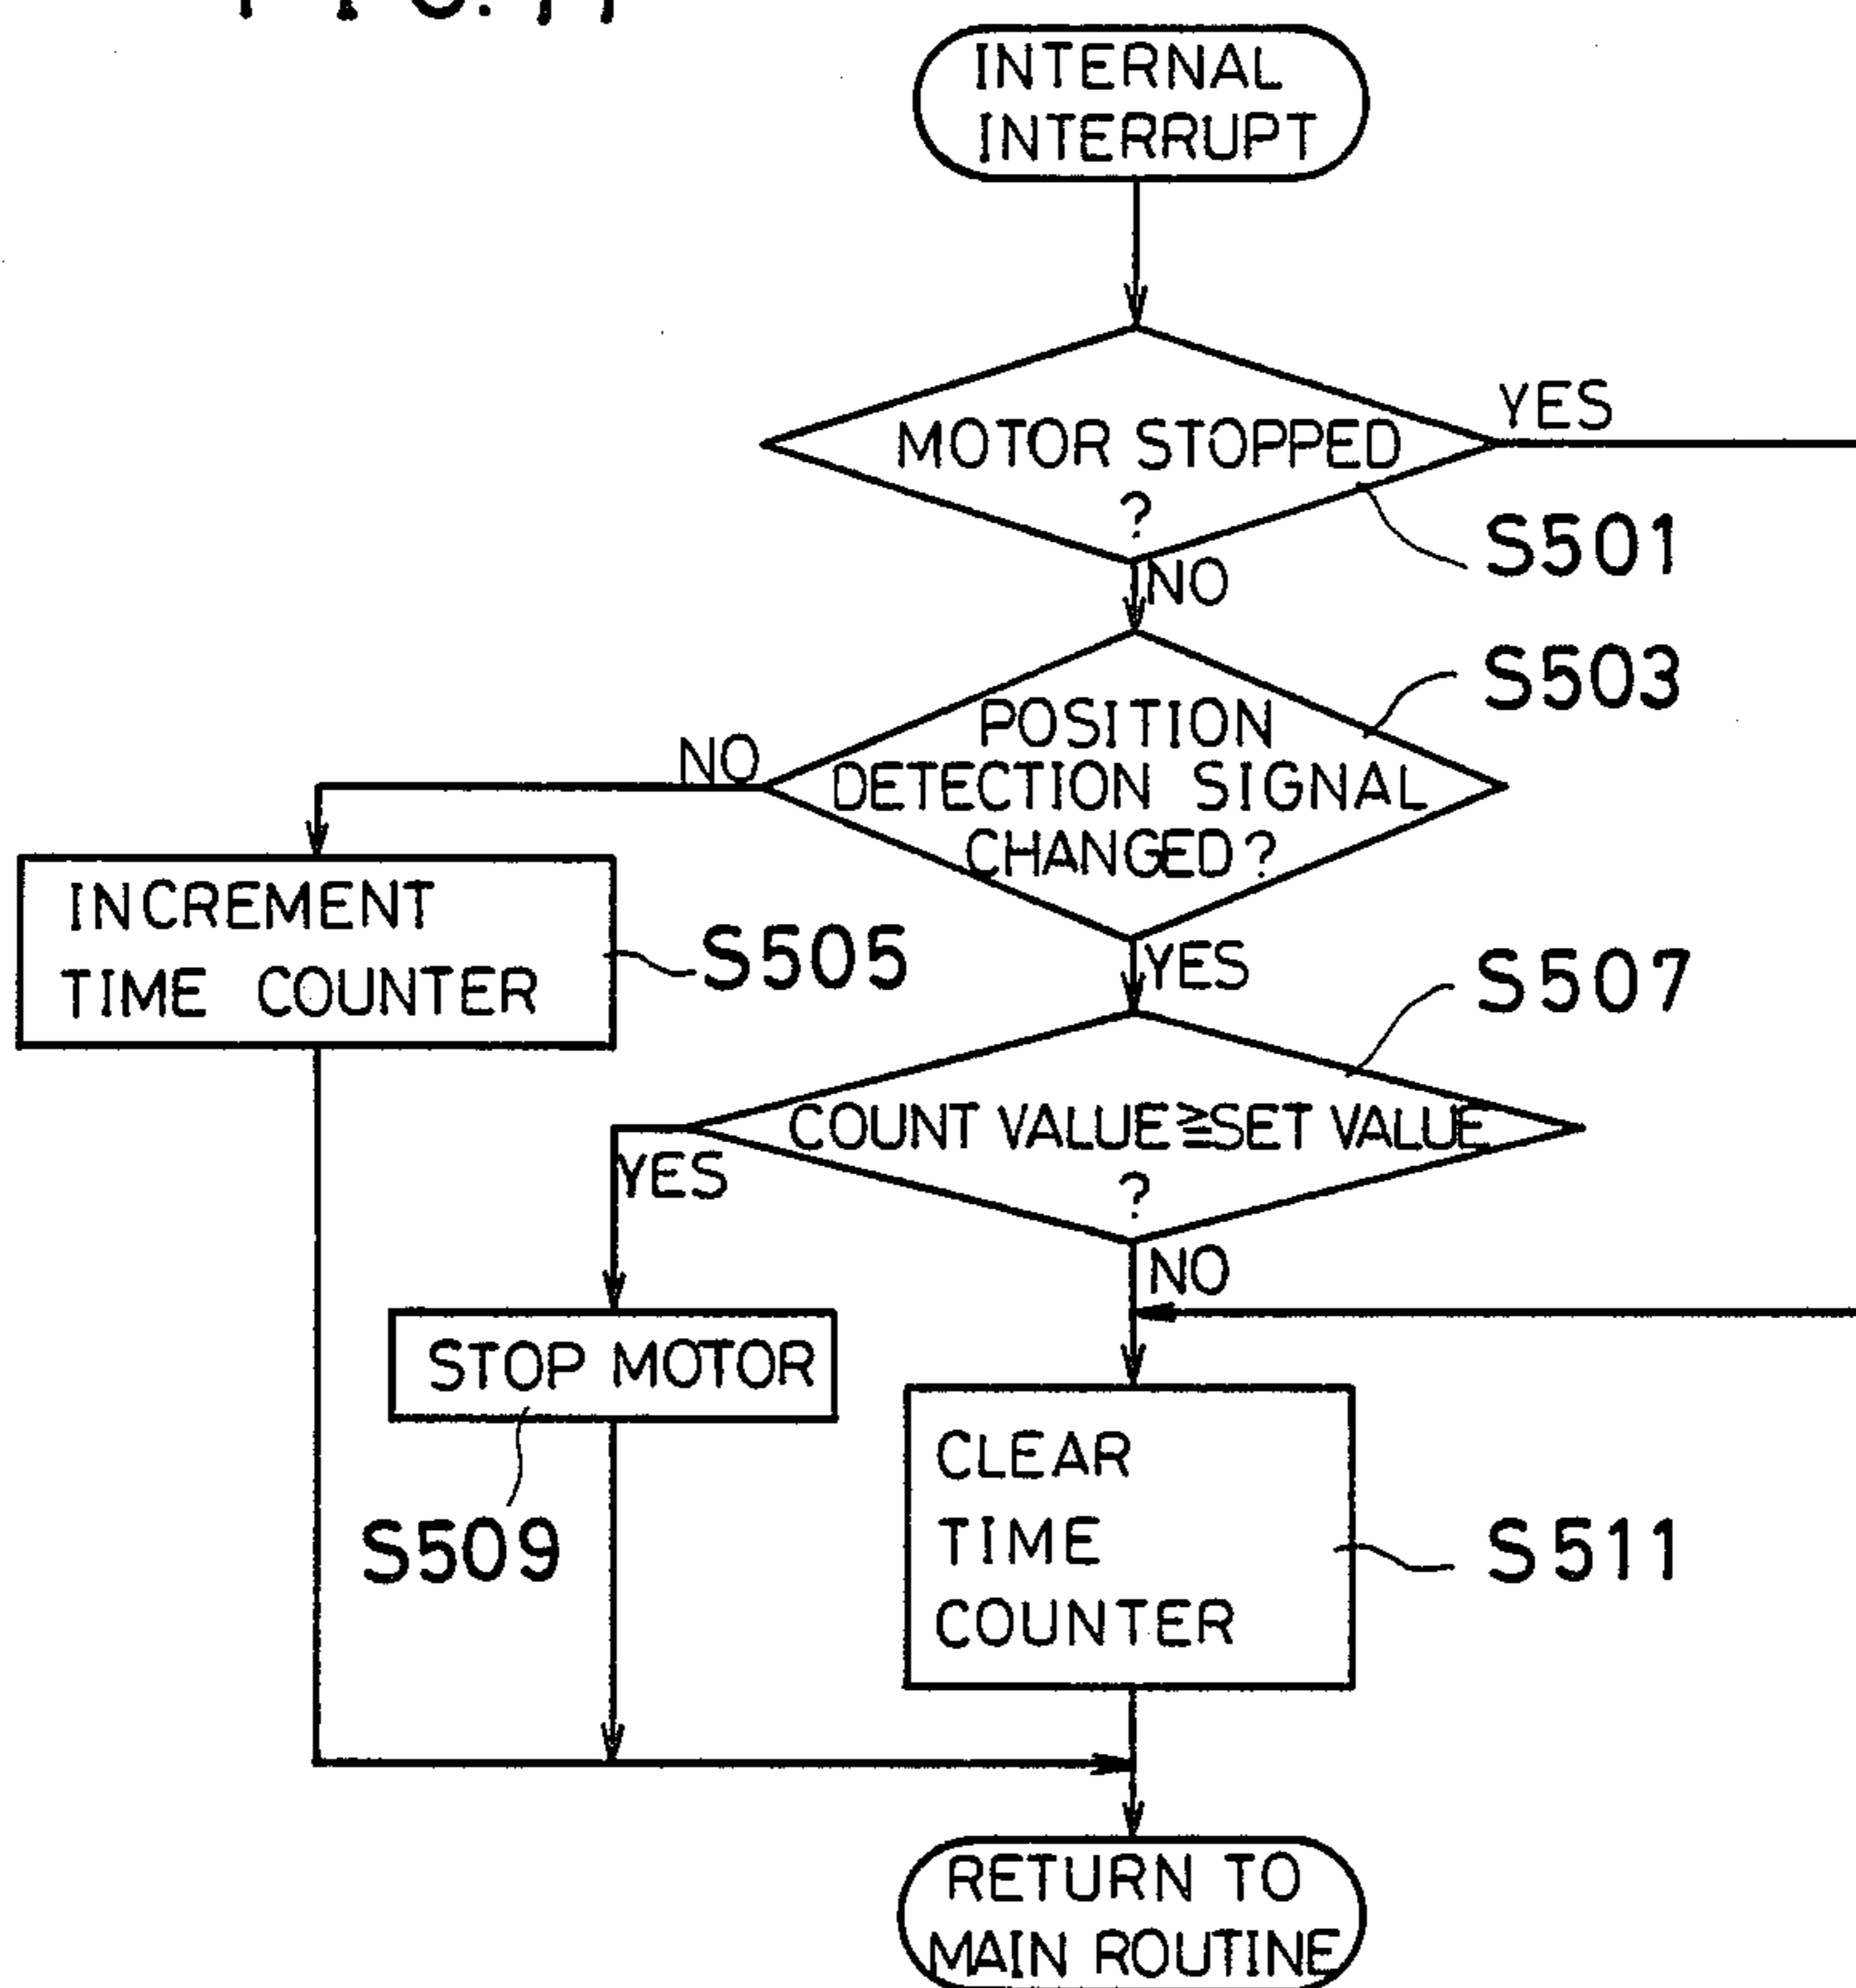 INTERNAL
INTERRUPT
MOTOR STOPPED
?
YES
S501
NO
S503
POSITION
DETECTION SIGNAL
CHANGED?
NO
INCREMENT
TIME COUNTER
S505
YES
S507
COUNT VALUE≧SET VALUE
?
YES
NO
STOP MOTOR
S509
CLEAR
TIME
COUNTER
S511
RETURN TO
MAIN ROUTINE